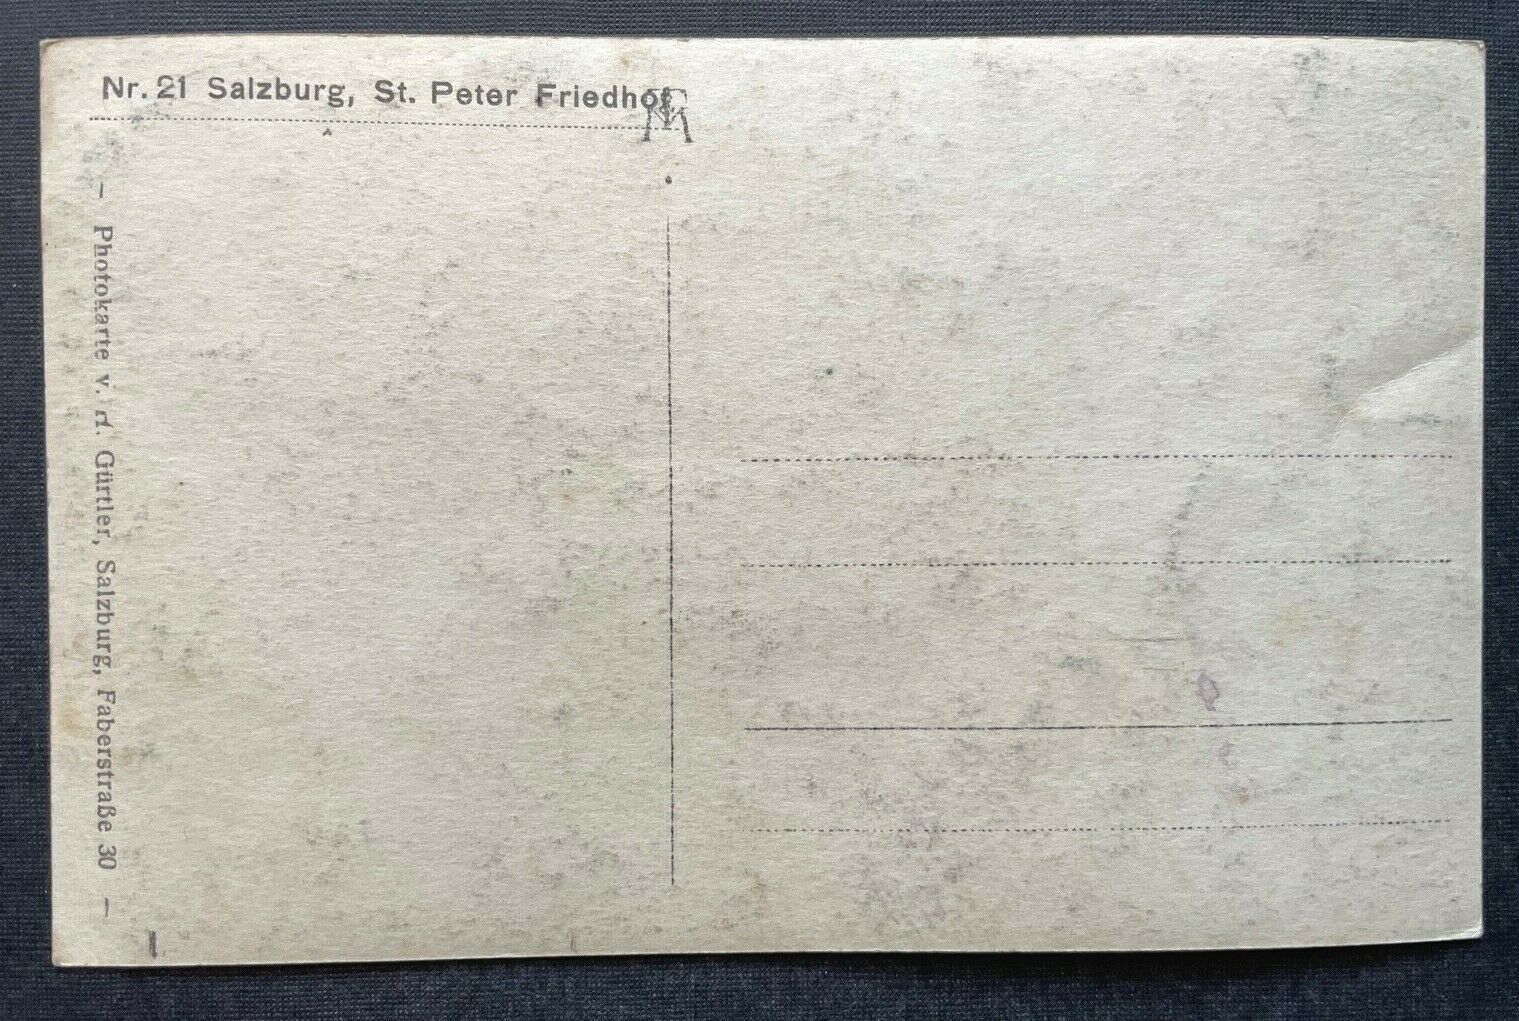 Nr. 21 Salzburg, St. Peter Friedhof
— Photokarte v. Gürtler, Salzburg, Faberstraße 30 —